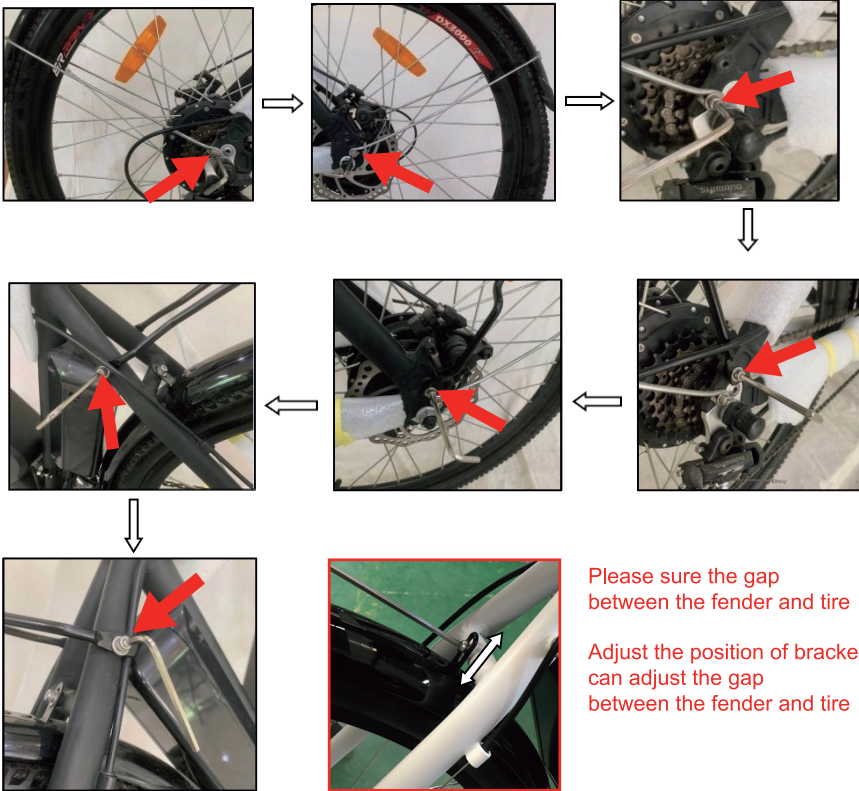 DX3000
SHIMANO
Please sure the gap
between the fender and tire
Adjust the position of bracke
can adjust the gap
between the fender and tire